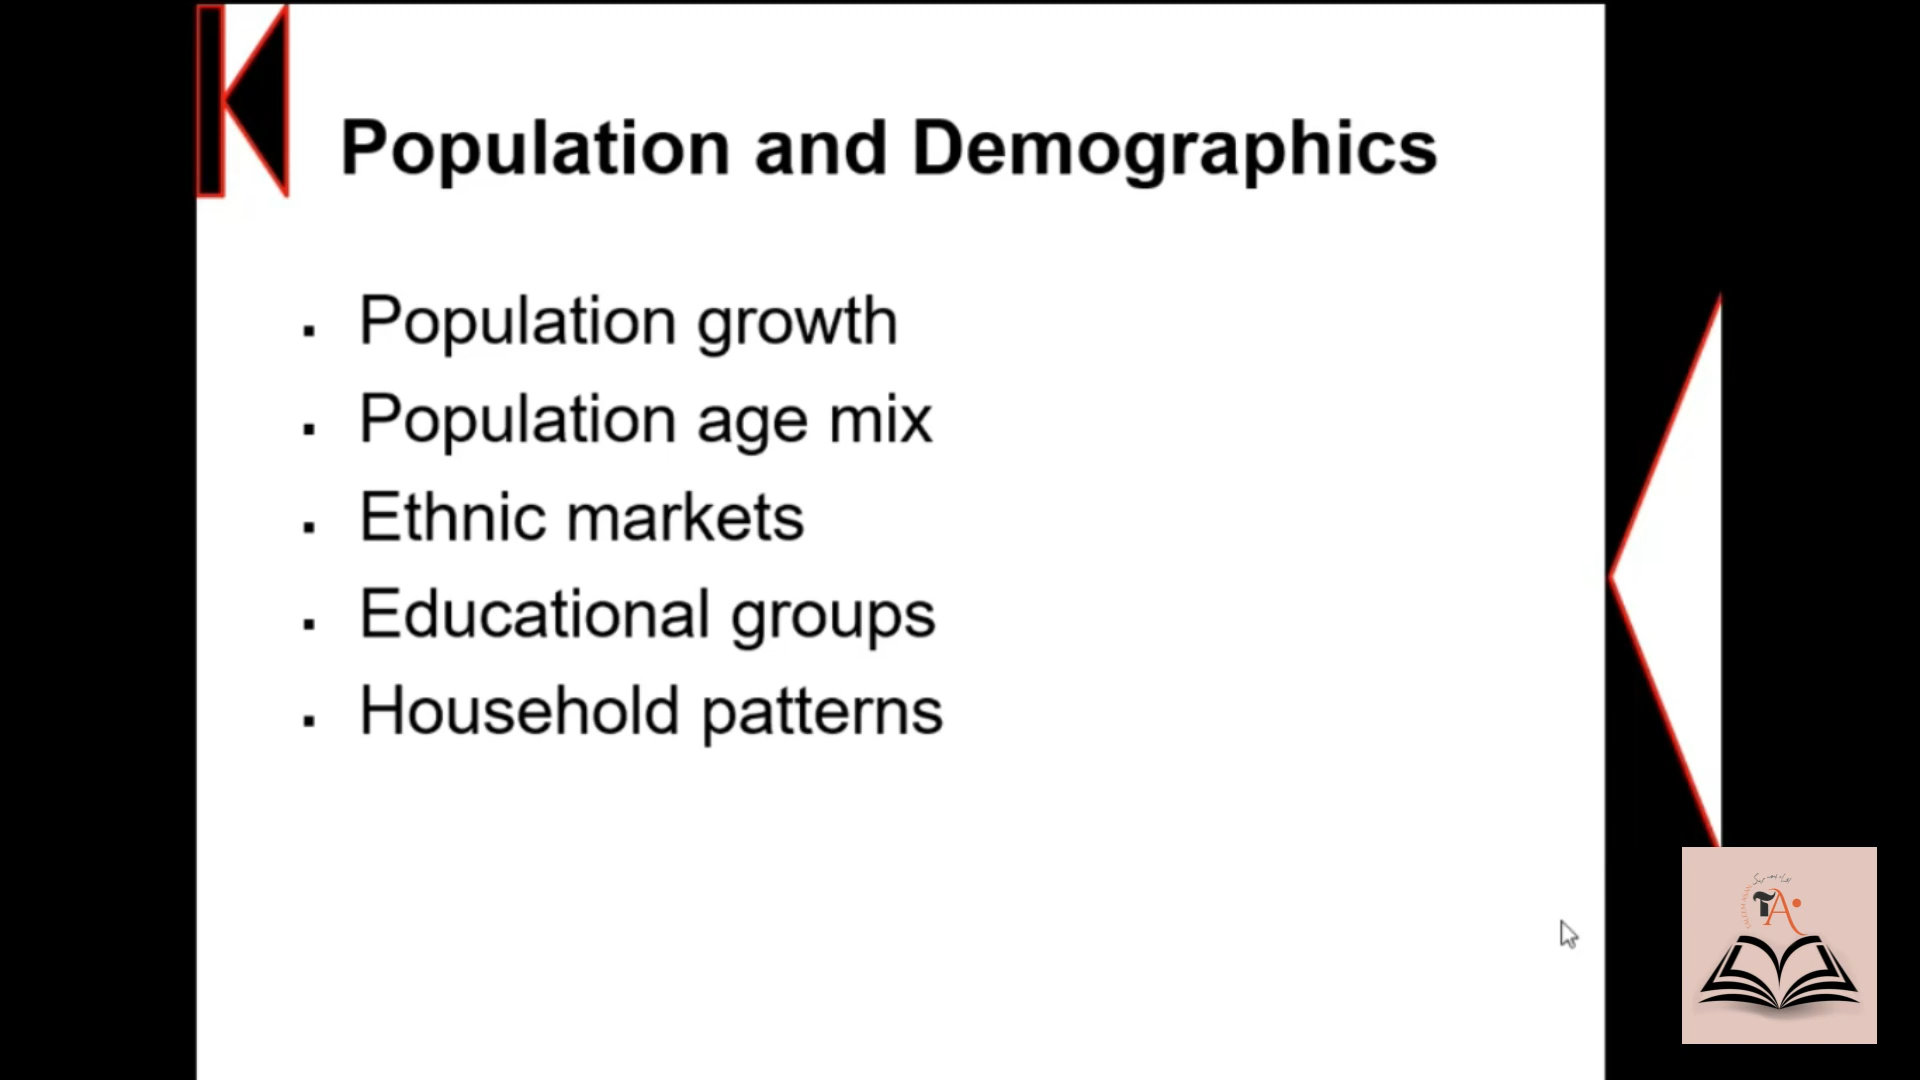 Population and Demographics
▪ Population growth
▪ Population age mix
▪ Ethnic markets
▪ Educational groups
▪ Household patterns